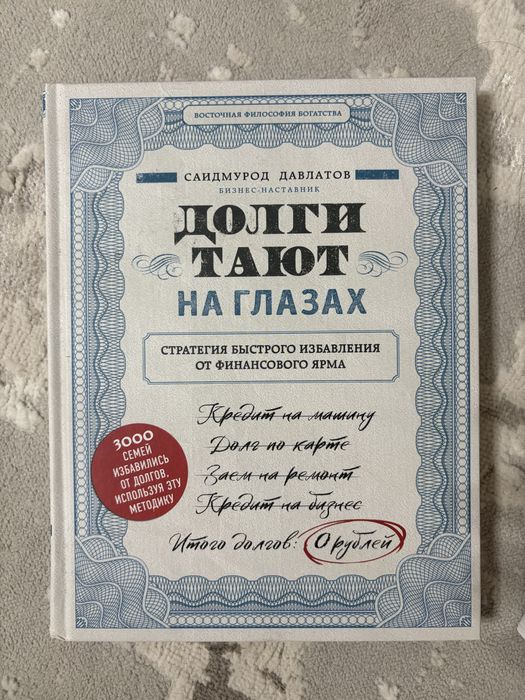 ВОСТОЧНАЯ ФИЛОСОФИЯ БОГАТСТВА
САИДМУРОД ДАВЛАТОВ
БИЗНЕС-НАСТАВНИК
ДОЛГИ
ТАЮТ
НА ГЛАЗАХ
СТРАТЕГИЯ БЫСТРОГО ИЗБАВЛЕНИЯ
ОТ ФИНАНСОВОГО ЯРМА
Кредит на машину
Долг по карте
Заем на ремонт
Кредит на бизнес
Итого долгов: 0 рублей
3000
СЕМЕЙ
ИЗБАВИЛИСЬ
ОТ ДОЛГОВ,
ИСПОЛЬЗУЯ ЭТУ
МЕТОДИКУ